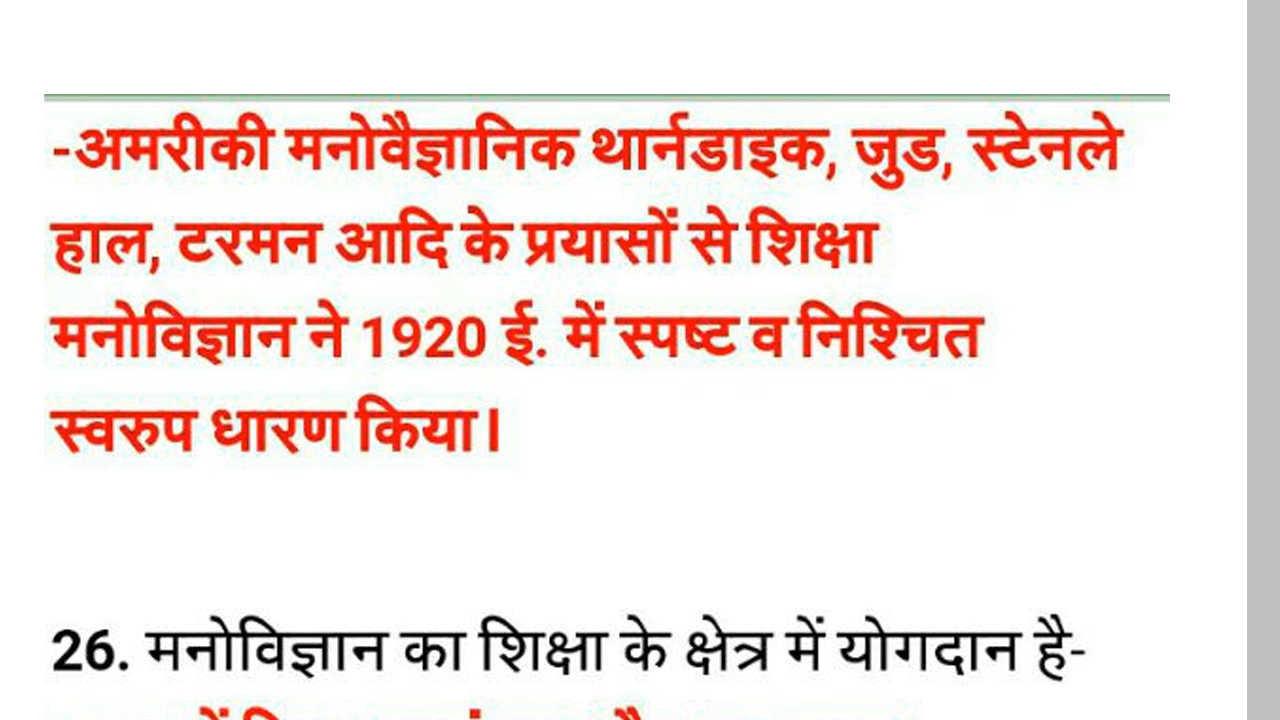 -अमरीकी मनोवैज्ञानिक थार्नडाइक, जुड, स्टेनले
हाल, टरमन आदि के प्रयासों से शिक्षा
मनोविज्ञान ने 1920 ई. में स्पष्ट व निश्चित
स्वरुप धारण किया।
26. मनोविज्ञान का शिक्षा के क्षेत्र में योगदान है-